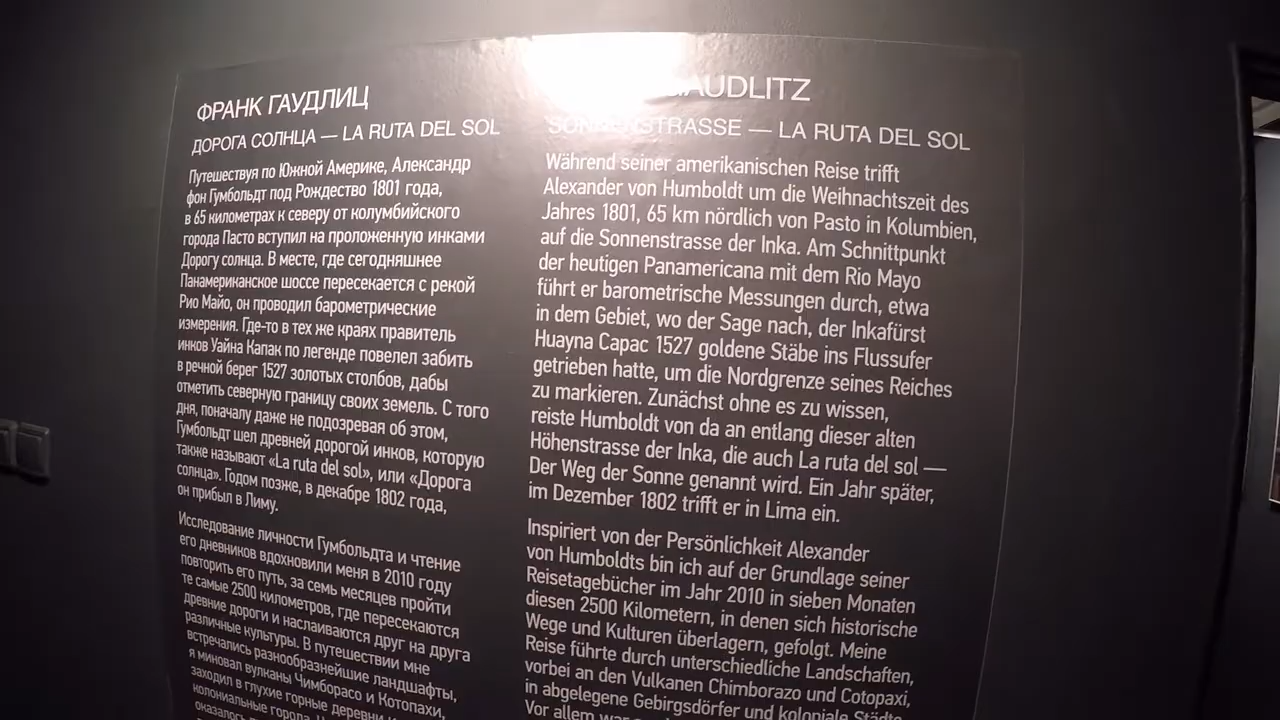 ФРАНК ГАУДЛИЦ
ДОРОГА СОЛНЦА — LA RUTA DEL SOL
Путешествуя по Южной Америке, Александр
фон Гумбольдт под Рождество 1801 года,
в 65 километрах к северу от колумбийского
города Пасто вступил на проложенную инками
Дорогу солнца. В месте, где сегодняшнее
Панамериканское шоссе пересекается с рекой
Рио Майо, он проводил барометрические
измерения. Где-то в тех же краях правитель
инков Уайна Капак по легенде повелел забить
в речной берег 1527 золотых столбов, дабы
отметить северную границу своих земель. С того
дня, поначалу даже не подозревая об этом,
Гумбольдт шел древней дорогой инков, которую
также называют «La ruta del sol», или «Дорога
солнца». Годом позже, в декабре 1802 года,
он прибыл в Лиму.
Исследование личности Гумбольдта и чтение
его дневников вдохновили меня в 2010 году
повторить его путь, за семь месяцев пройти
те самые 2500 километров, где пересекаются
древние дороги и наслаиваются друг на друга
различные культуры. В путешествии мне
встречались разнообразнейшие ландшафты,
я миновал вулканы Чимборасо и Котопахи,
заходил в глухие горные деревни и
колониальные города.
оказалось
GAUDLITZ
SONNENSTRASSE — LA RUTA DEL SOL
Während seiner amerikanischen Reise trifft
Alexander von Humboldt um die Weihnachtszeit des
Jahres 1801, 65 km nördlich von Pasto in Kolumbien,
auf die Sonnenstrasse der Inka. Am Schnittpunkt
der heutigen Panamericana mit dem Rio Mayo
führt er barometrische Messungen durch, etwa
in dem Gebiet, wo der Sage nach, der Inkafürst
Huayna Capac 1527 goldene Stäbe ins Flussufer
getrieben hatte, um die Nordgrenze seines Reiches
zu markieren. Zunächst ohne es zu wissen,
reiste Humboldt von da an entlang dieser alten
Höhenstrasse der Inka, die auch La ruta del sol —
Der Weg der Sonne genannt wird. Ein Jahr später,
im Dezember 1802 trifft er in Lima ein.
Inspiriert von der Persönlichkeit Alexander
von Humboldts bin ich auf der Grundlage seiner
Reisetagebücher im Jahr 2010 in sieben Monaten
diesen 2500 Kilometern, in denen sich historische
Wege und Kulturen überlagern, gefolgt. Meine
Reise führte durch unterschiedliche Landschaften,
vorbei an den Vulkanen Chimborazo und Cotopaxi,
in abgelegene Gebirgsdörfer und koloniale Städte.
Vor allem war